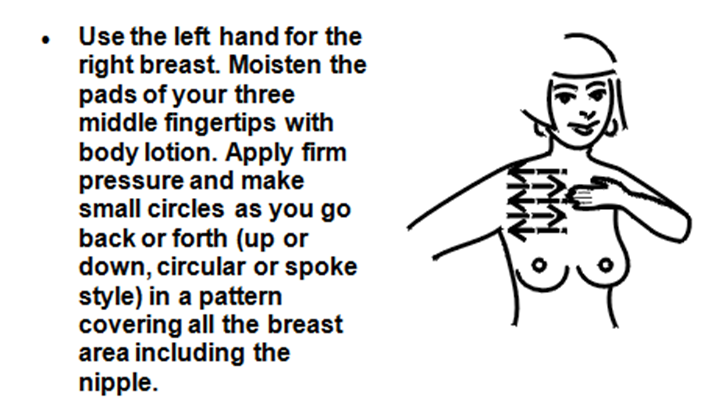 • Use the left hand for the
right breast. Moisten the
pads of your three
middle fingertips with
body lotion. Apply firm
pressure and make
small circles as you go
back or forth (up or
down, circular or spoke
style) in a pattern
covering all the breast
area including the
nipple.